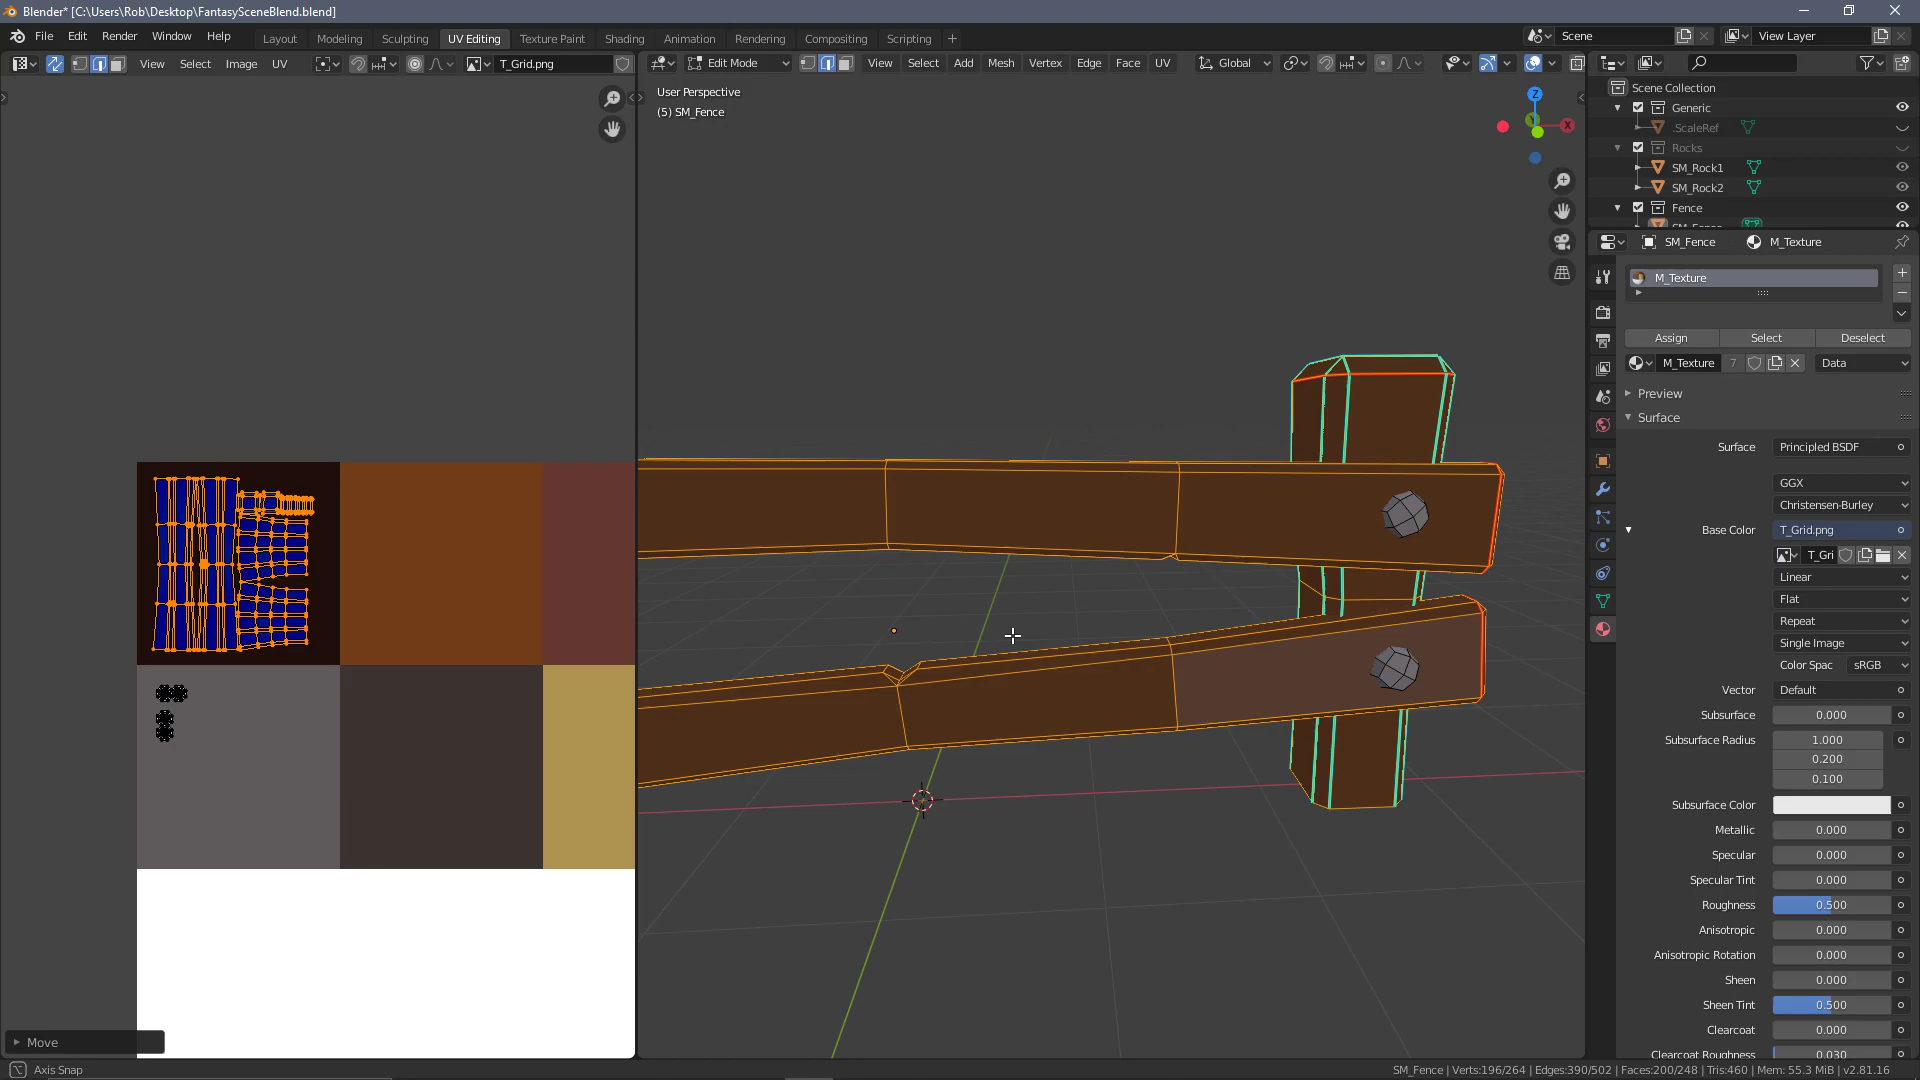 Blender* [C:\Users\Rob\Desktop\FantasySceneBlend.blend]
File Edit Render Window Help
Layout Modeling Sculpting UV Editing Texture Paint Shading Animation Rendering Compositing Scripting
Scene
View Layer
View Select Image UV
T_Grid.png
Edit Mode
View Select Add Mesh Vertex Edge Face UV
Global
User Perspective
(5) SM_Fence
Z
X
Scene Collection
Generic
.ScaleRef
Rocks
SM_Rock1
SM_Rock2
Fence
SM_Fence
SM_Fence
M_Texture
M_Texture
Assign Select Deselect
M_Texture 7 Data
Preview
Surface
Surface Principled BSDF
GGX
Christensen-Burley
Base Color T_Grid.png
T_Gri
Linear
Flat
Repeat
Single Image
Color Spac sRGB
Vector Default
Subsurface 0.000
Subsurface Radius 1.000
0.200
0.100
Subsurface Color
Metallic 0.000
Specular 0.000
Specular Tint 0.000
Roughness 0.500
Anisotropic 0.000
Anisotropic Rotation 0.000
Sheen 0.000
Sheen Tint 0.500
Clearcoat 0.000
Clearcoat Roughness 0.030
Move
Axis Snap
SM_Fence | Verts:196/264 | Edges:390/502 | Faces:200/248 | Tris:460 | Mem: 55.3 MiB | v2.81.16